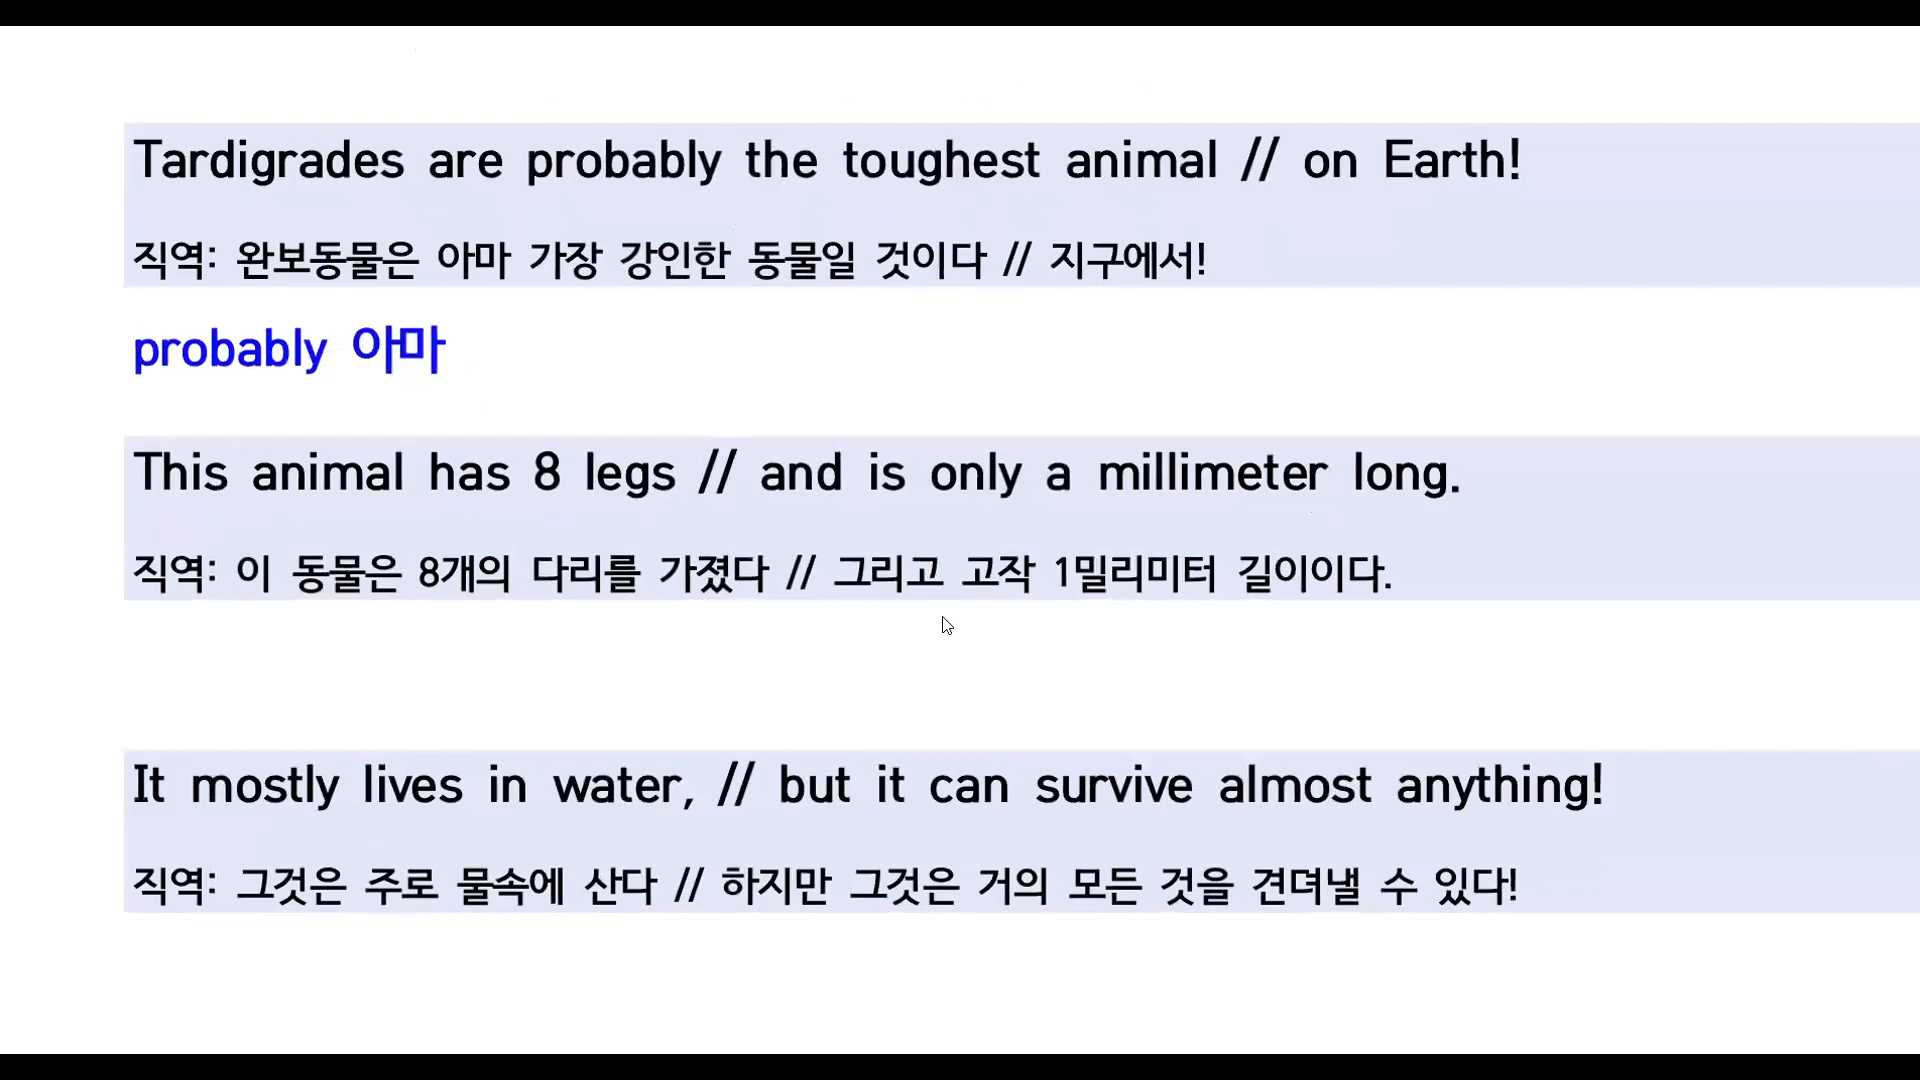 Tardigrades are probably the toughest animal // on Earth!
직역: 완보동물은 아마 가장 강인한 동물일 것이다 // 지구에서!
probably 아마
This animal has 8 legs // and is only a millimeter long.
직역: 이 동물은 8개의 다리를 가졌다 // 그리고 고작 1밀리미터 길이이다.
It mostly lives in water, // but it can survive almost anything!
직역: 그것은 주로 물속에 산다 // 하지만 그것은 거의 모든 것을 견뎌낼 수 있다!